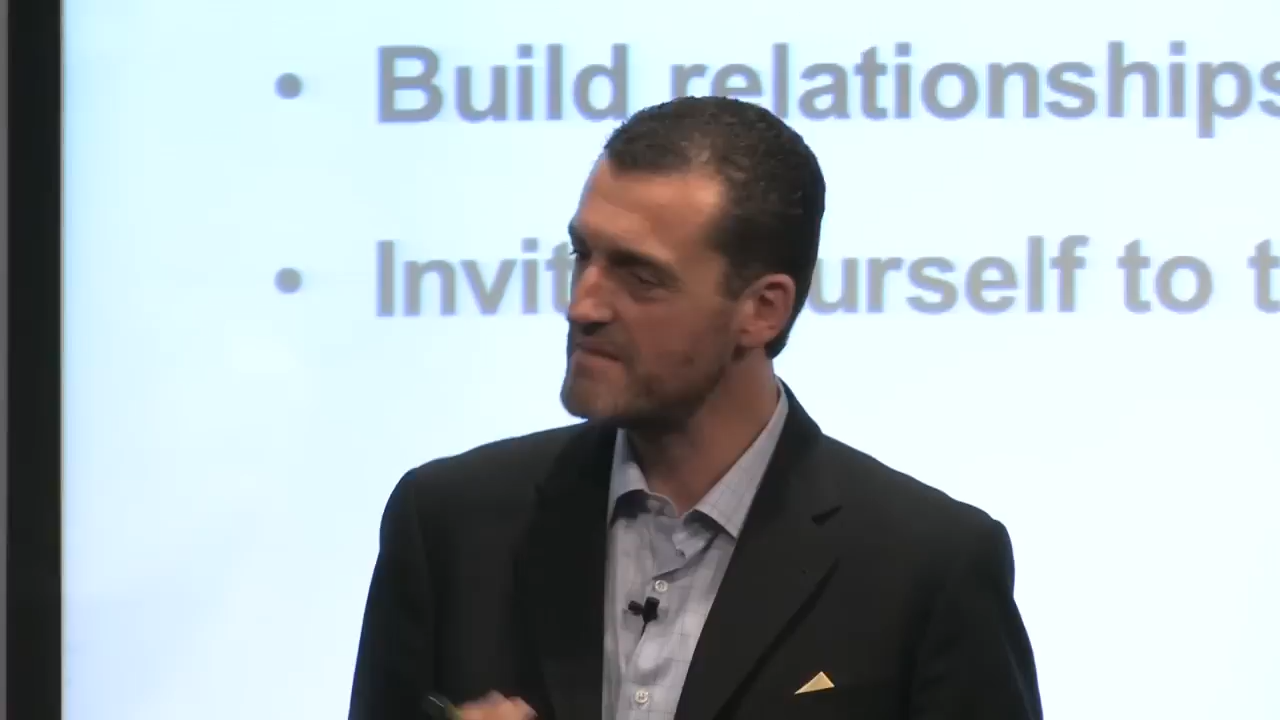 • Build relationships
• Invit urself to t